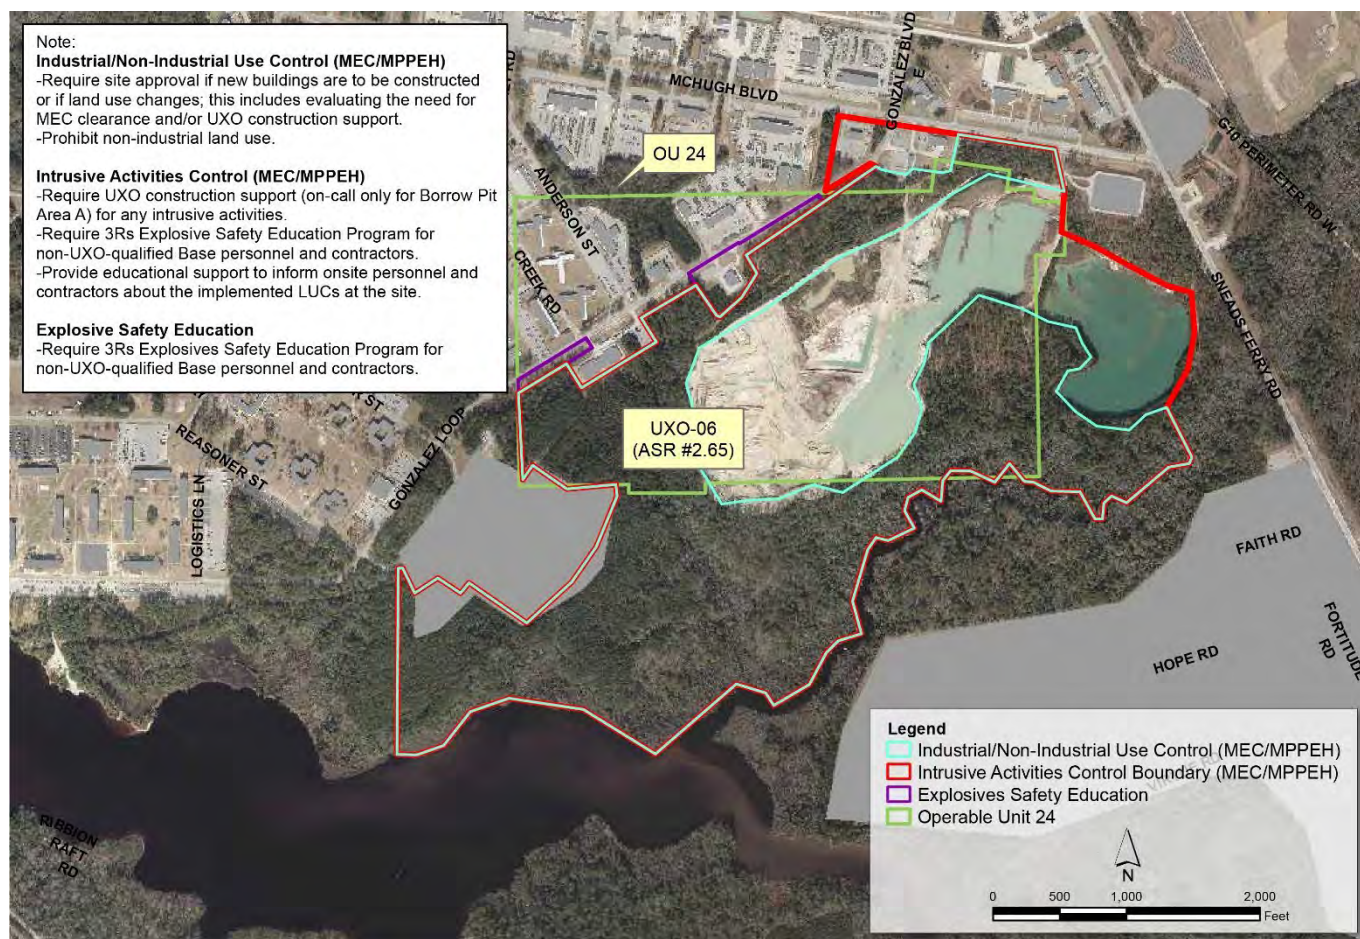 Note:
Industrial/Non-Industrial Use Control (MEC/MPPEH)
-Require site approval if new buildings are to be constructed
or if land use changes; this includes evaluating the need for
MEC clearance and/or UXO construction support.
-Prohibit non-industrial land use.
Intrusive Activities Control (MEC/MPPEH)
-Require UXO construction support (on-call only for Borrow Pit
Area A) for any intrusive activities.
-Require 3Rs Explosive Safety Education Program for
non-UXO-qualified Base personnel and contractors.
-Provide educational support to inform onsite personnel and
contractors about the implemented LUCs at the site.
Explosive Safety Education
-Require 3Rs Explosives Safety Education Program for
non-UXO-qualified Base personnel and contractors.
RD
MCHUGH BLVD
GONZALEZ BLVD
E
C10 PERIMETER RD W
OU 24
ANDERSON ST
CREEK RD
SNEADS FERRY RD
UXO-06
(ASR #2.65)
ST
REASONER ST
GONZALEZ LOOP
LOGISTICS LN
FAITH RD
HOPE RD
FORTITUDE
RD
RIBBION
RAFT
RD
Legend
Industrial/Non-Industrial Use Control (MEC/MPPEH)
Intrusive Activities Control Boundary (MEC/MPPEH)
Explosives Safety Education
Operable Unit 24
N
0 500 1,000 2,000
Feet